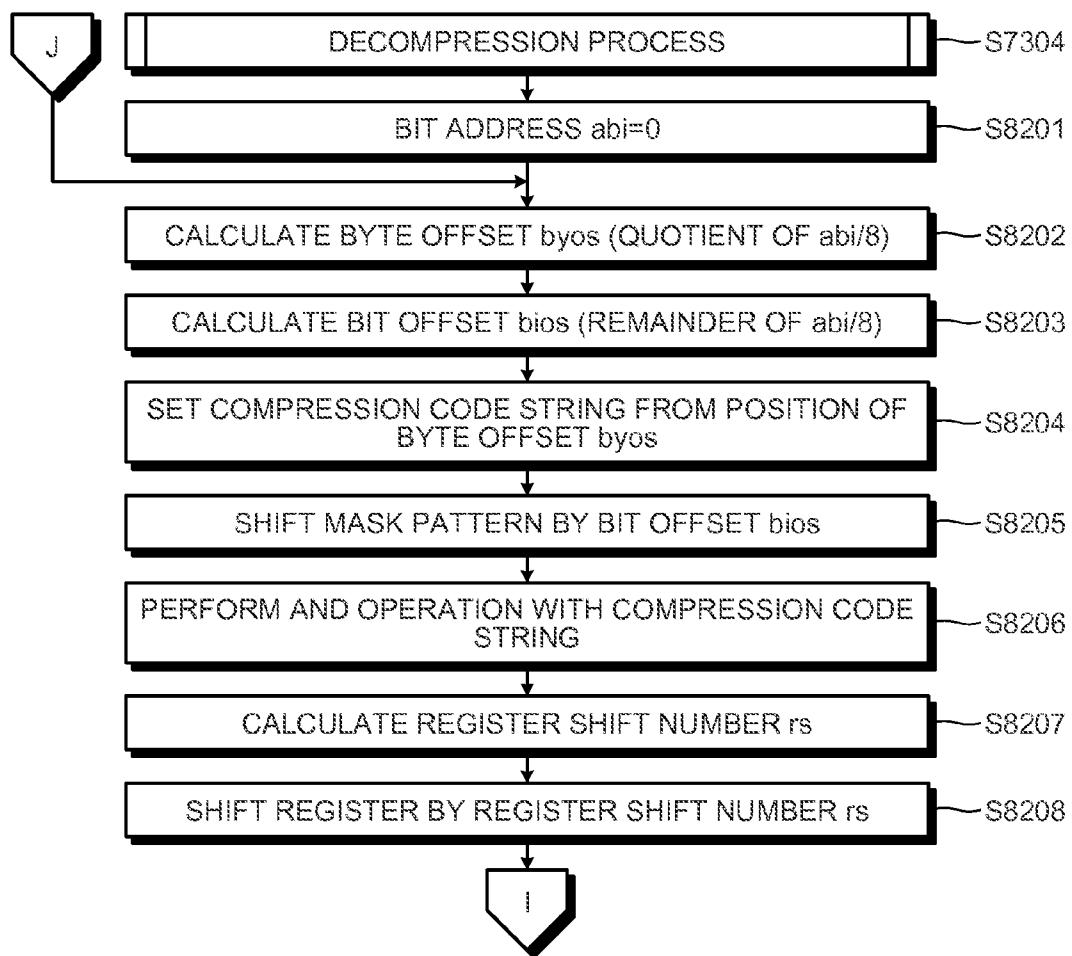 J
DECOMPRESSION PROCESS
S7304
BIT ADDRESS abi=0
S8201
CALCULATE BYTE OFFSET byos (QUOTIENT OF abi/8)
S8202
CALCULATE BIT OFFSET bios (REMAINDER OF abi/8)
S8203
SET COMPRESSION CODE STRING FROM POSITION OF
BYTE OFFSET byos
S8204
SHIFT MASK PATTERN BY BIT OFFSET bios
S8205
PERFORM AND OPERATION WITH COMPRESSION CODE
STRING
S8206
CALCULATE REGISTER SHIFT NUMBER rs
S8207
SHIFT REGISTER BY REGISTER SHIFT NUMBER rs
S8208
I